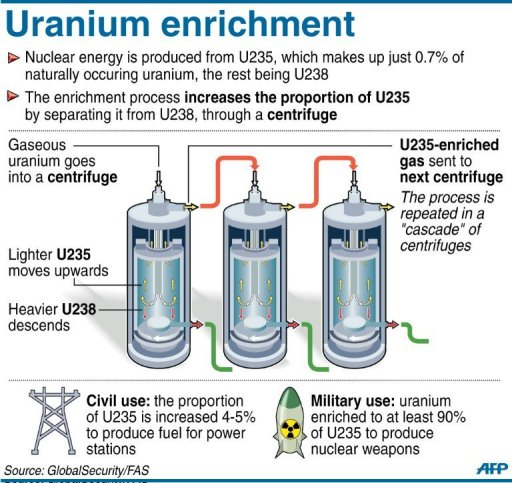 Uranium enrichment
Nuclear energy is produced from U235, which makes up just 0.7% of
naturally occuring uranium, the rest being U238
The enrichment process increases the proportion of U235
by separating it from U238, through a centrifuge
Gaseous
uranium goes
into a centrifuge
U235-enriched
gas sent to
next centrifuge
The process is
repeated in a
"cascade" of
centrifuges
Lighter U235
moves upwards
Heavier U238
descends
Civil use: the proportion
of U235 is increased 4-5%
to produce fuel for power
stations
Military use: uranium
enriched to at least 90%
of U235 to produce
nuclear weapons
Source: GlobalSecurity/FAS
AFP